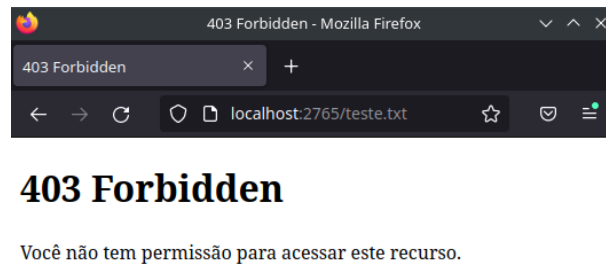 403 Forbidden - Mozilla Firefox
403 Forbidden
localhost:2765/teste.txt
403 Forbidden
Você não tem permissão para acessar este recurso.